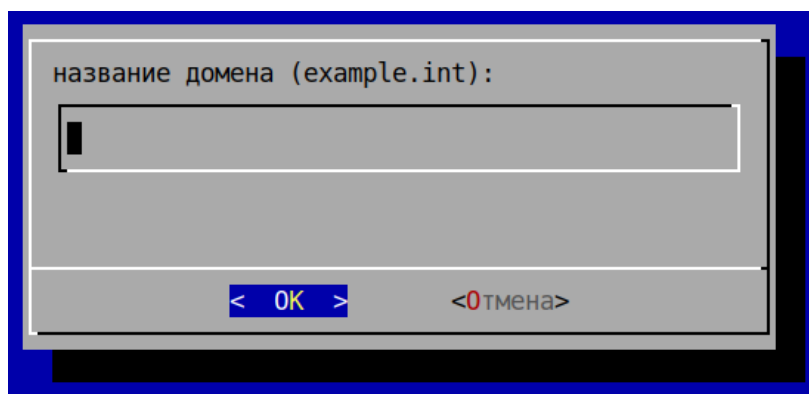 название домена (example.int):
< OK > <Отмена>